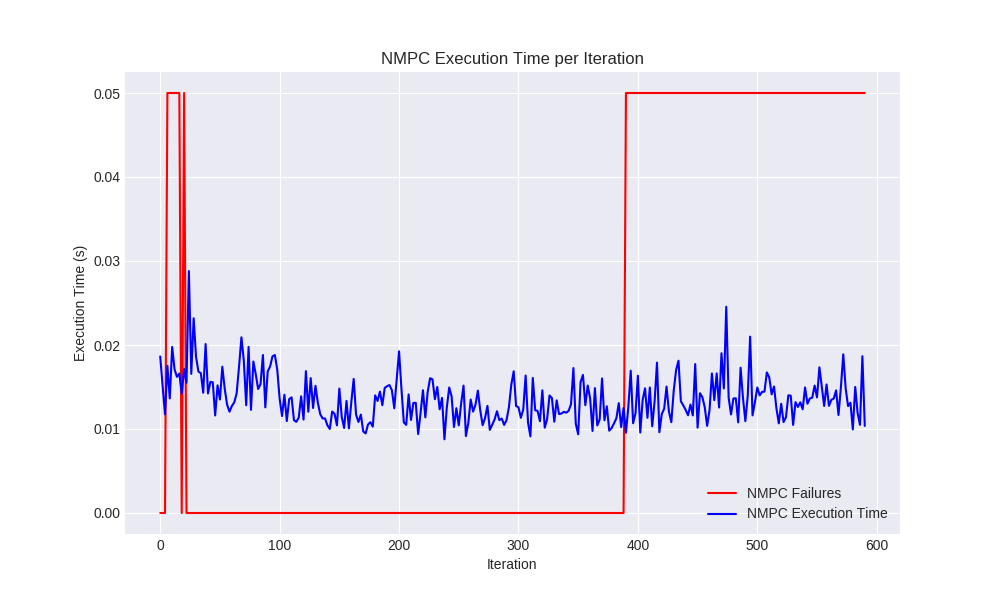 NMPC Execution Time per Iteration
0.05
0.04
0.03
0.02
0.01
0.00
Execution Time (s)
NMPC Failures
NMPC Execution Time
0 100 200 300 400 500 600
Iteration